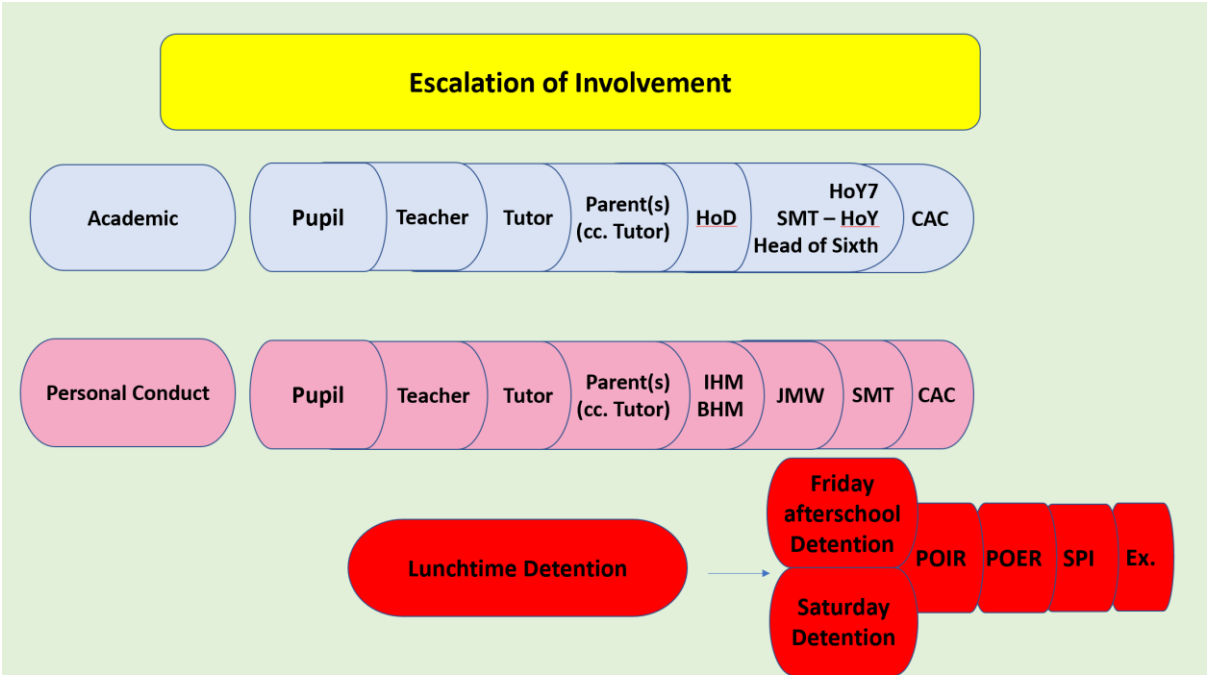 Escalation of Involvement
Academic
Pupil
Teacher
Tutor
Parent(s)
(cc. Tutor)
HoD
HoY7
SMT – HoY
Head of Sixth
CAC
Personal Conduct
Pupil
Teacher
Tutor
Parent(s)
(cc. Tutor)
IHM
BHM
JMW
SMT
CAC
Lunchtime Detention
Friday
afterschool
Detention
Saturday
Detention
POIR
POER
SPI
Ex.